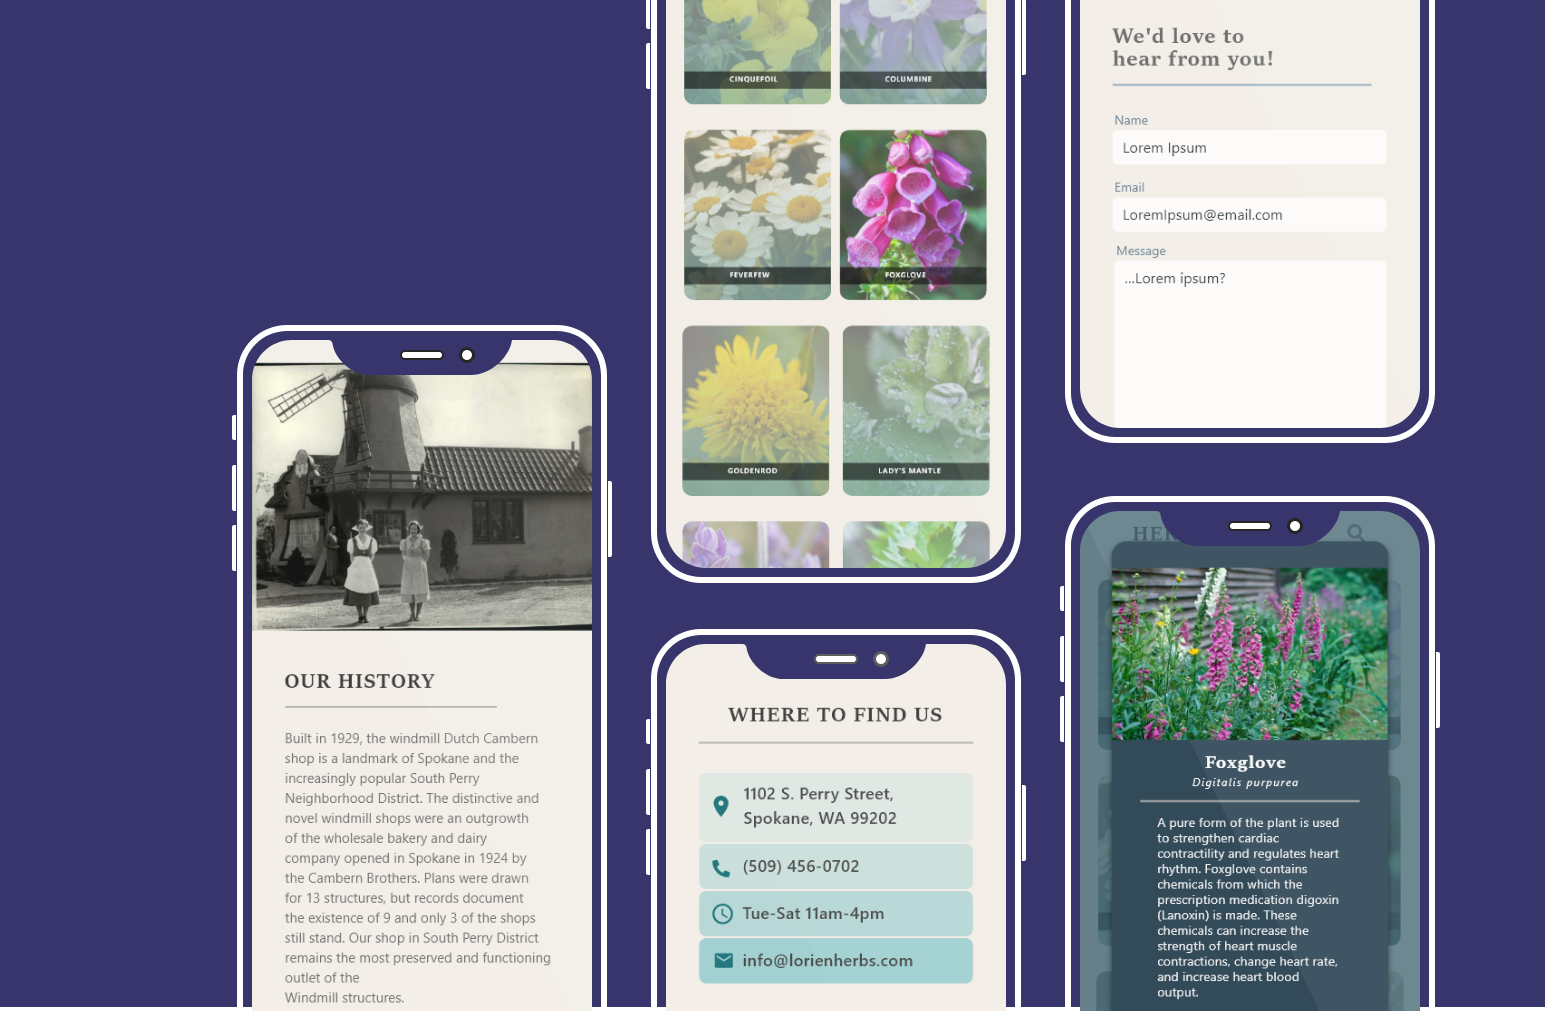 CINQUEFOIL
COLUMBINE
FEVERFEW
FOXGLOVE
GOLDENROD
LADY'S MANTLE
We'd love to
hear from you!
Name
Lorem Ipsum
Email
LoremIpsum@email.com
Message
...Lorem ipsum?
OUR HISTORY
Built in 1929, the windmill Dutch Cambern
shop is a landmark of Spokane and the
increasingly popular South Perry
Neighborhood District. The distinctive and
novel windmill shops were an outgrowth
of the wholesale bakery and dairy
company opened in Spokane in 1924 by
the Cambern Brothers. Plans were drawn
for 13 structures, but records document
the existence of 9 and only 3 of the shops
still stand. Our shop in South Perry District
remains the most preserved and functioning
outlet of the
Windmill structures.
WHERE TO FIND US
1102 S. Perry Street,
Spokane, WA 99202
(509) 456-0702
Tue-Sat 11am-4pm
info@lorienherbs.com
Foxglove
Digitalis purpurea
A pure form of the plant is used
to strengthen cardiac
contractility and regulates heart
rhythm. Foxglove contains
chemicals from which the
prescription medication digoxin
(Lanoxin) is made. These
chemicals can increase the
strength of heart muscle
contractions, change heart rate,
and increase heart blood
output.